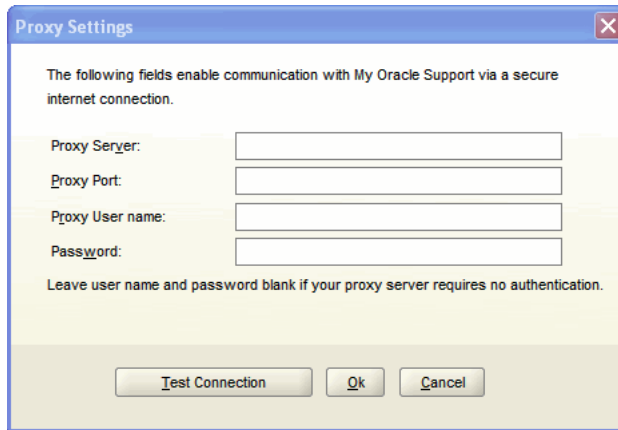 Proxy Settings
The following fields enable communication with My Oracle Support via a secure
internet connection.
Proxy Server:
Proxy Port:
Proxy User name:
Password:
Leave user name and password blank if your proxy server requires no authentication.
Test Connection Ok Cancel